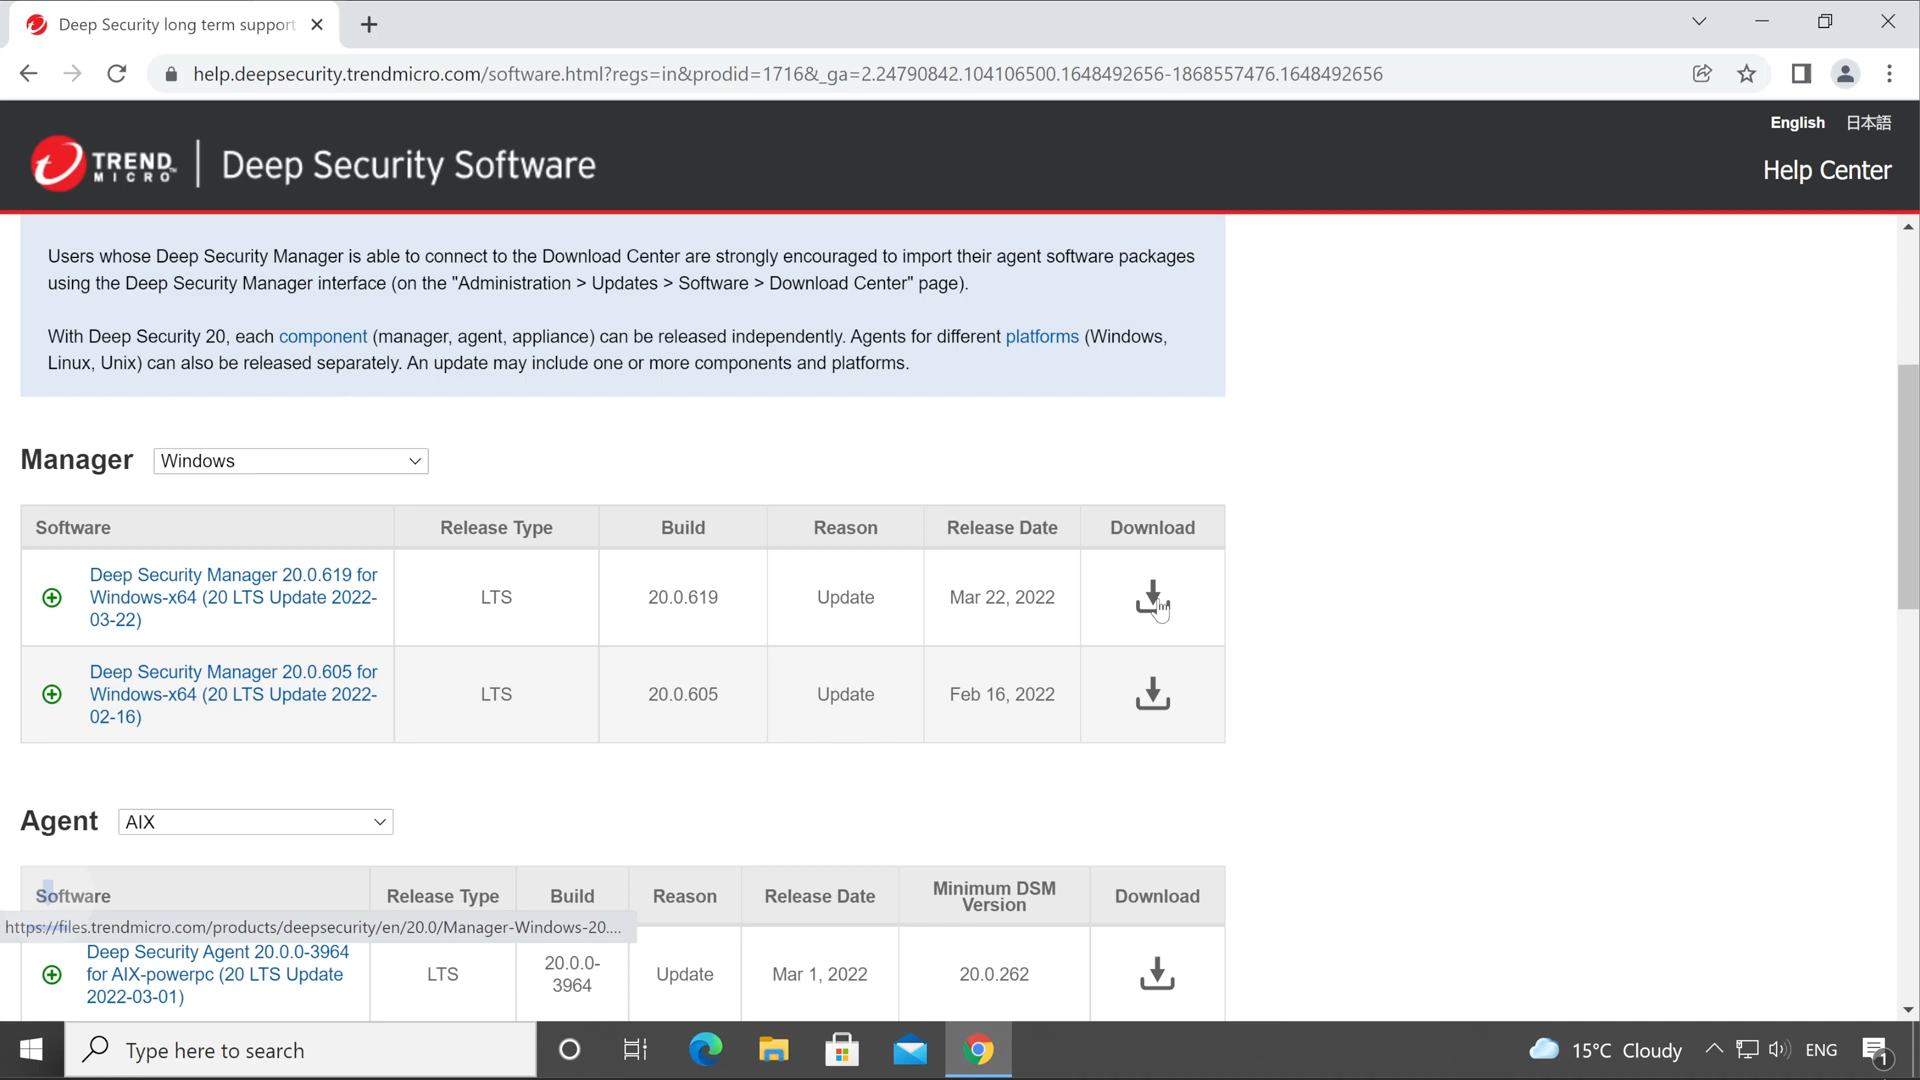 Deep Security long term support
help.deepsecurity.trendmicro.com/software.html?regs=in&prodid=1716&_ga=2.24790842.104106500.1648492656-1868557476.1648492656
English 日本語
TREND MICRO™ Deep Security Software
Help Center
Users whose Deep Security Manager is able to connect to the Download Center are strongly encouraged to import their agent software packages
using the Deep Security Manager interface (on the "Administration > Updates > Software > Download Center" page).
With Deep Security 20, each component (manager, agent, appliance) can be released independently. Agents for different platforms (Windows,
Linux, Unix) can also be released separately. An update may include one or more components and platforms.
Manager Windows
Software Release Type Build Reason Release Date Download
Deep Security Manager 20.0.619 for
Windows-x64 (20 LTS Update 2022-
03-22)
LTS 20.0.619 Update Mar 22, 2022
Deep Security Manager 20.0.605 for
Windows-x64 (20 LTS Update 2022-
02-16)
LTS 20.0.605 Update Feb 16, 2022
Agent AIX
Software Release Type Build Reason Release Date Minimum DSM
Version
Download
https://files.trendmicro.com/products/deepsecurity/en/20.0/Manager-Windows-20....
Deep Security Agent 20.0.0-3964
for AIX-powerpc (20 LTS Update
2022-03-01)
LTS
20.0.0-
3964
Update Mar 1, 2022 20.0.262
Type here to search
15°C Cloudy
ENG
1